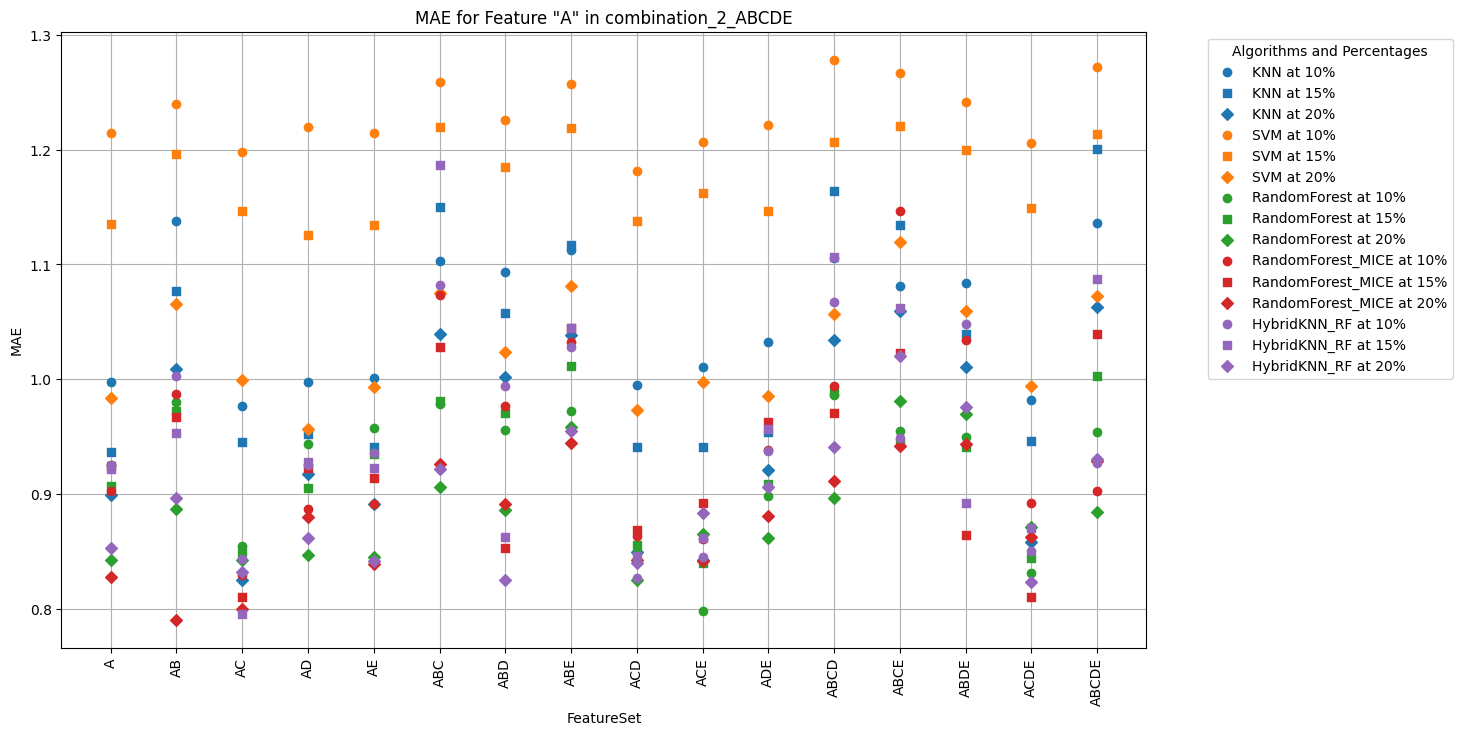 MAE for Feature "A" in combination_2_ABCDE
MAE
1.3
1.2
1.1
1.0
0.9
0.8
A
AB
AC
AD
AE
ABC
ABD
ABE
ACD
ACE
ADE
ABCD
ABCE
ABDE
ACDE
ABCDE
FeatureSet
Algorithms and Percentages
KNN at 10%
KNN at 15%
KNN at 20%
SVM at 10%
SVM at 15%
SVM at 20%
RandomForest at 10%
RandomForest at 15%
RandomForest at 20%
RandomForest_MICE at 10%
RandomForest_MICE at 15%
RandomForest_MICE at 20%
HybridKNN_RF at 10%
HybridKNN_RF at 15%
HybridKNN_RF at 20%